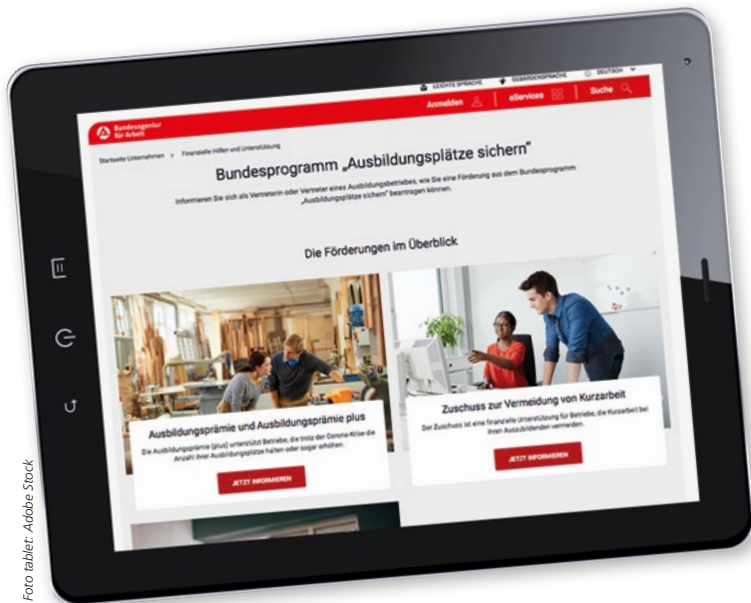 LEICHTE SPRACHE GEBÄRDENSPRACHE DEUTSCH
Bundesagentur
für Arbeit
Anmelden eServices Suche
Startseite Unternehmen > Finanzielle Hilfen und Unterstützung
Bundesprogramm „Ausbildungsplätze sichern“
Informieren Sie sich als Vertreterin oder Vertreter eines Ausbildungsbetriebes, wie Sie eine Förderung aus dem Bundesprogramm
„Ausbildungsplätze sichern“ beantragen können.
Die Förderungen im Überblick
Ausbildungsprämie und Ausbildungsprämie plus
Die Ausbildungsprämie (plus) unterstützt Betriebe, die trotz der Corona-Krise die
Anzahl ihrer Ausbildungsplätze halten oder sogar erhöhen.
JETZT INFORMIEREN
Zuschuss zur Vermeidung von Kurzarbeit
Der Zuschuss ist eine finanzielle Unterstützung für Betriebe, die Kurzarbeit bei
ihren Auszubildenden vermeiden.
JETZT INFORMIEREN
Foto tablet: Adobe Stock